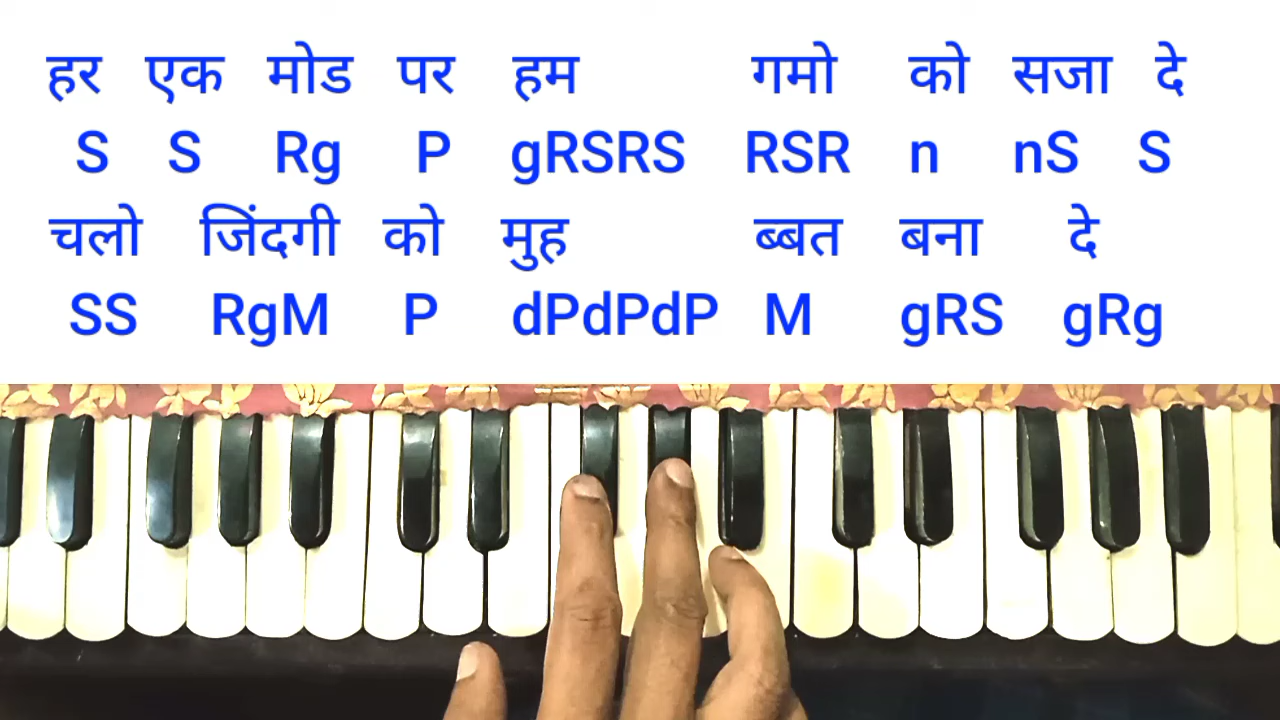 हर एक मोड पर हम गमो को सजा दे
S S Rg P gRSRS RSR n nS S
चलो जिंदगी को मुह ब्बत बना दे
SS RgM P dPdPdP M gRS gRg